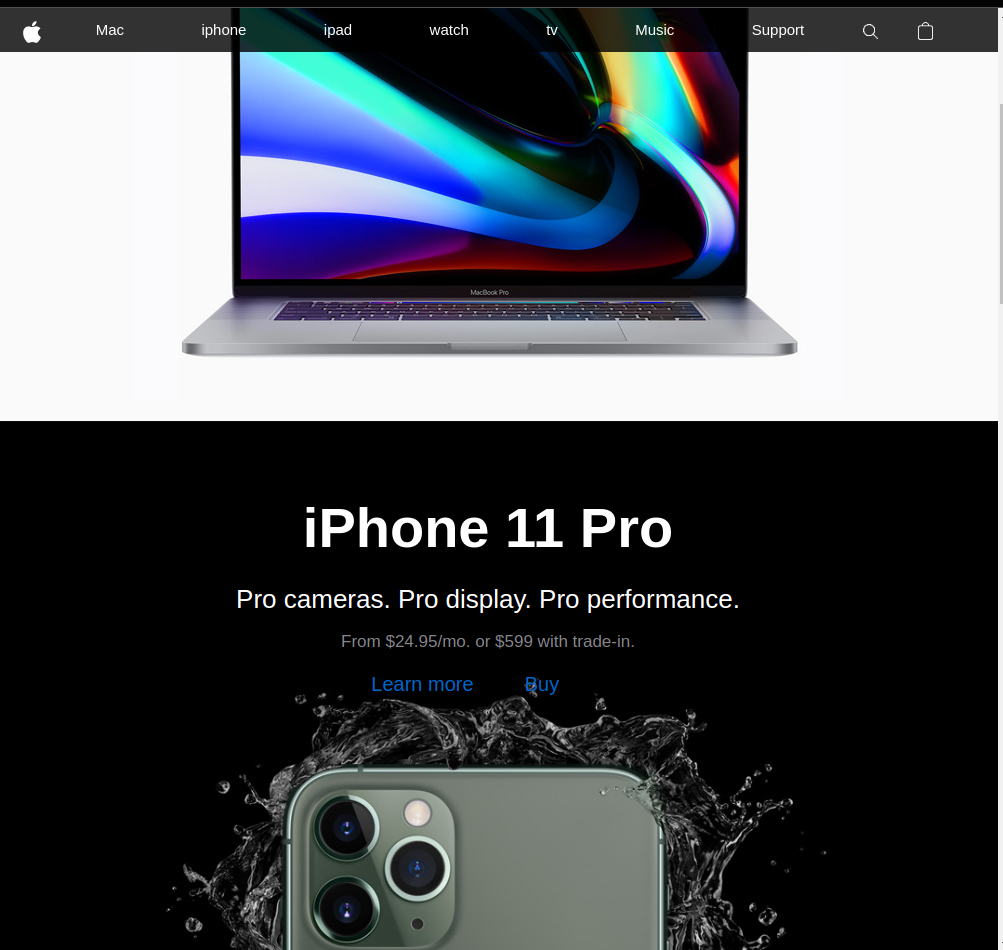 Mac iphone ipad watch tv Music Support
MacBook Pro
iPhone 11 Pro
Pro cameras. Pro display. Pro performance.
From $24.95/mo. or $599 with trade-in.
Learn more Buy